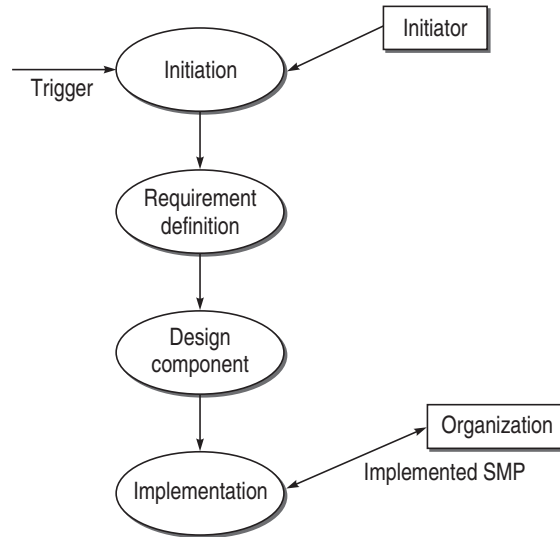 Initiator
Initiation
Trigger
Requirement
definition
Design
component
Organization
Implemented SMP
Implementation